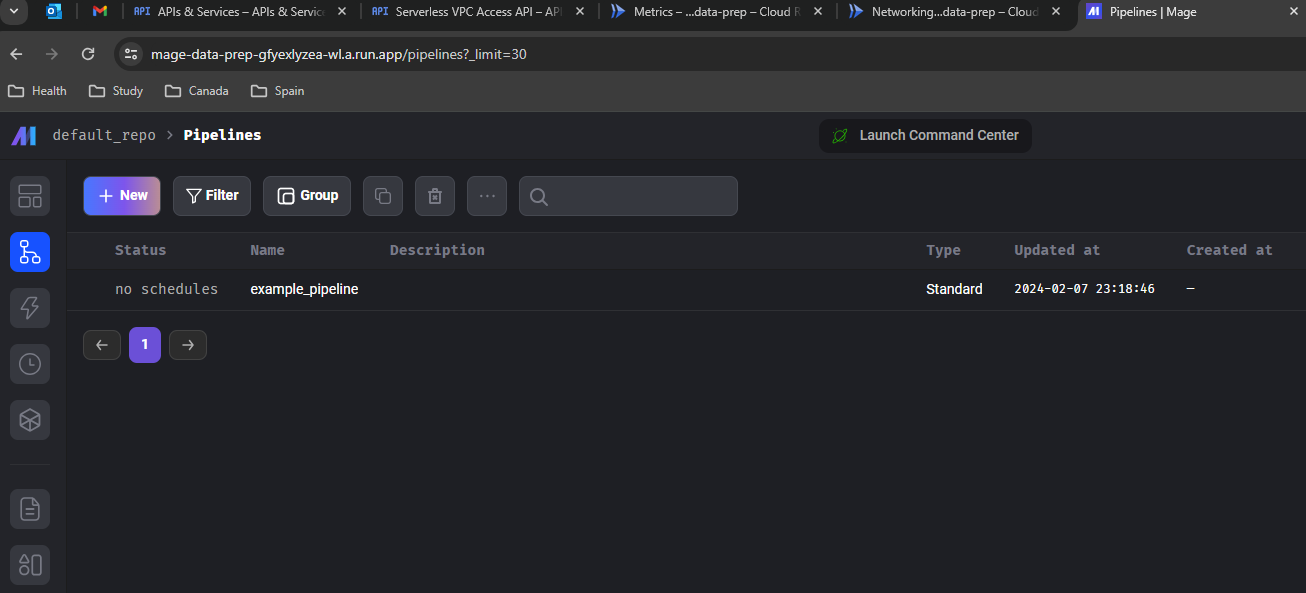 APIs & Services – APIs & Service
Serverless VPC Access API – API
Metrics – ...data-prep – Cloud R
Networking...data-prep – Cloud
Pipelines | Mage
mage-data-prep-gfyexlyzea-wl.a.run.app/pipelines?_limit=30
Health Study Canada Spain
default_repo > Pipelines Launch Command Center
+ New Filter Group
Status Name Description Type Updated at Created at
no schedules example_pipeline Standard 2024-02-07 23:18:46 —
1